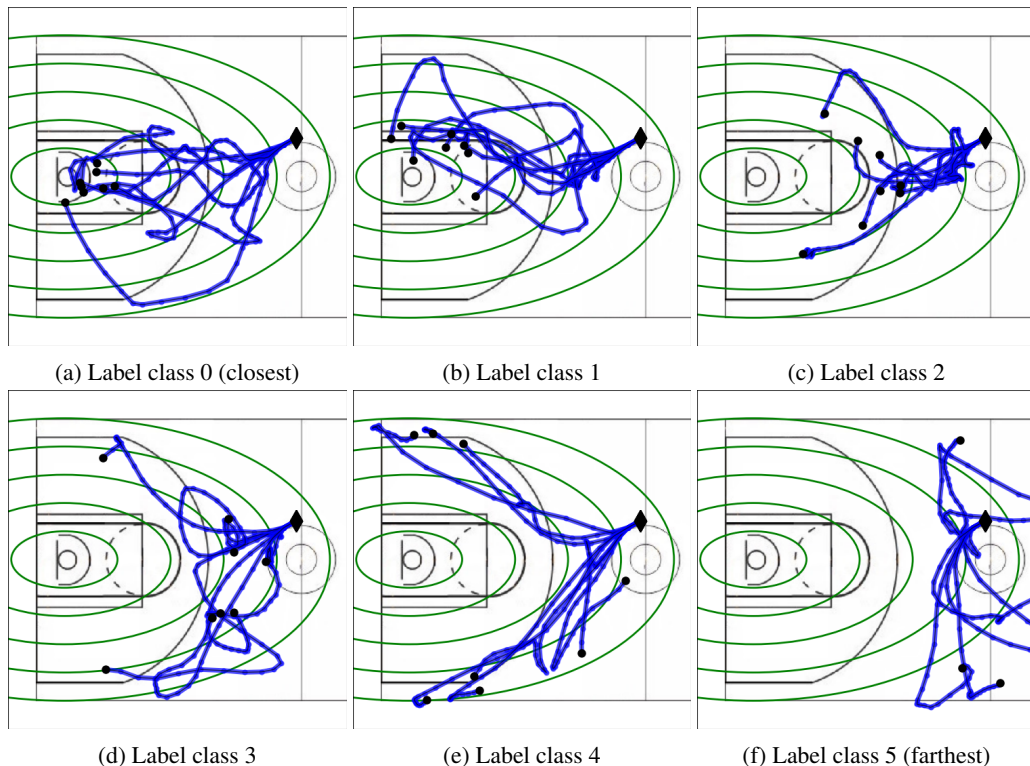 (a) Label class 0 (closest)
(b) Label class 1
(c) Label class 2
(d) Label class 3
(e) Label class 4
(f) Label class 5 (farthest)